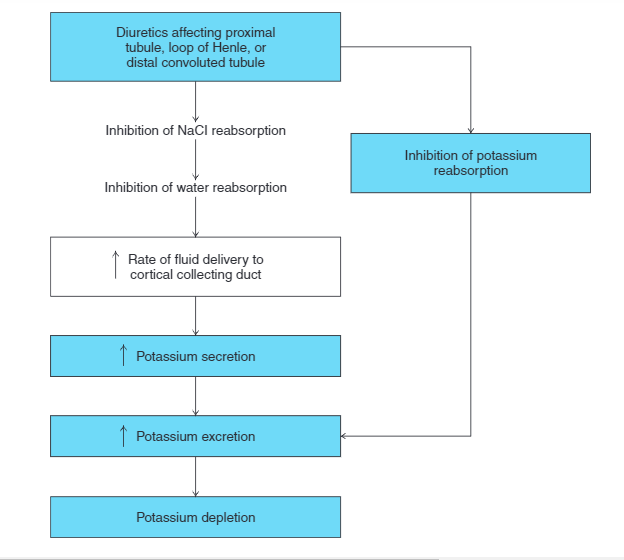 Diuretics affecting proximal
tubule, loop of Henle, or
distal convoluted tubule
Inhibition of NaCl reabsorption
Inhibition of potassium
reabsorption
Inhibition of water reabsorption
↑ Rate of fluid delivery to
cortical collecting duct
↑ Potassium secretion
↑ Potassium excretion
Potassium depletion